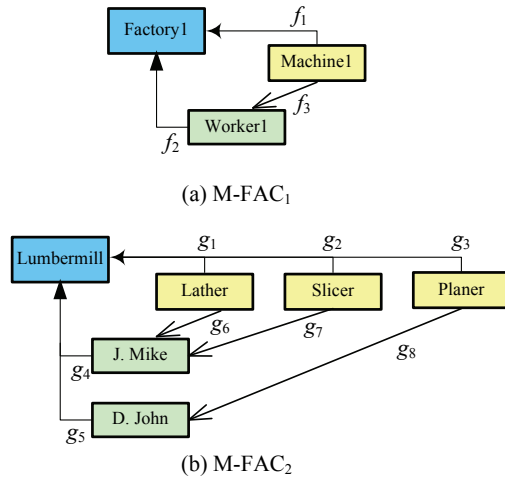 f1
Factory1
Machine1
f3
Worker1
f2
(a) M-FAC1
g1 g2 g3
Lumbermill
Lather Slicer Planer
g6 g7
J. Mike
g4 g8
D. John
g5
(b) M-FAC2